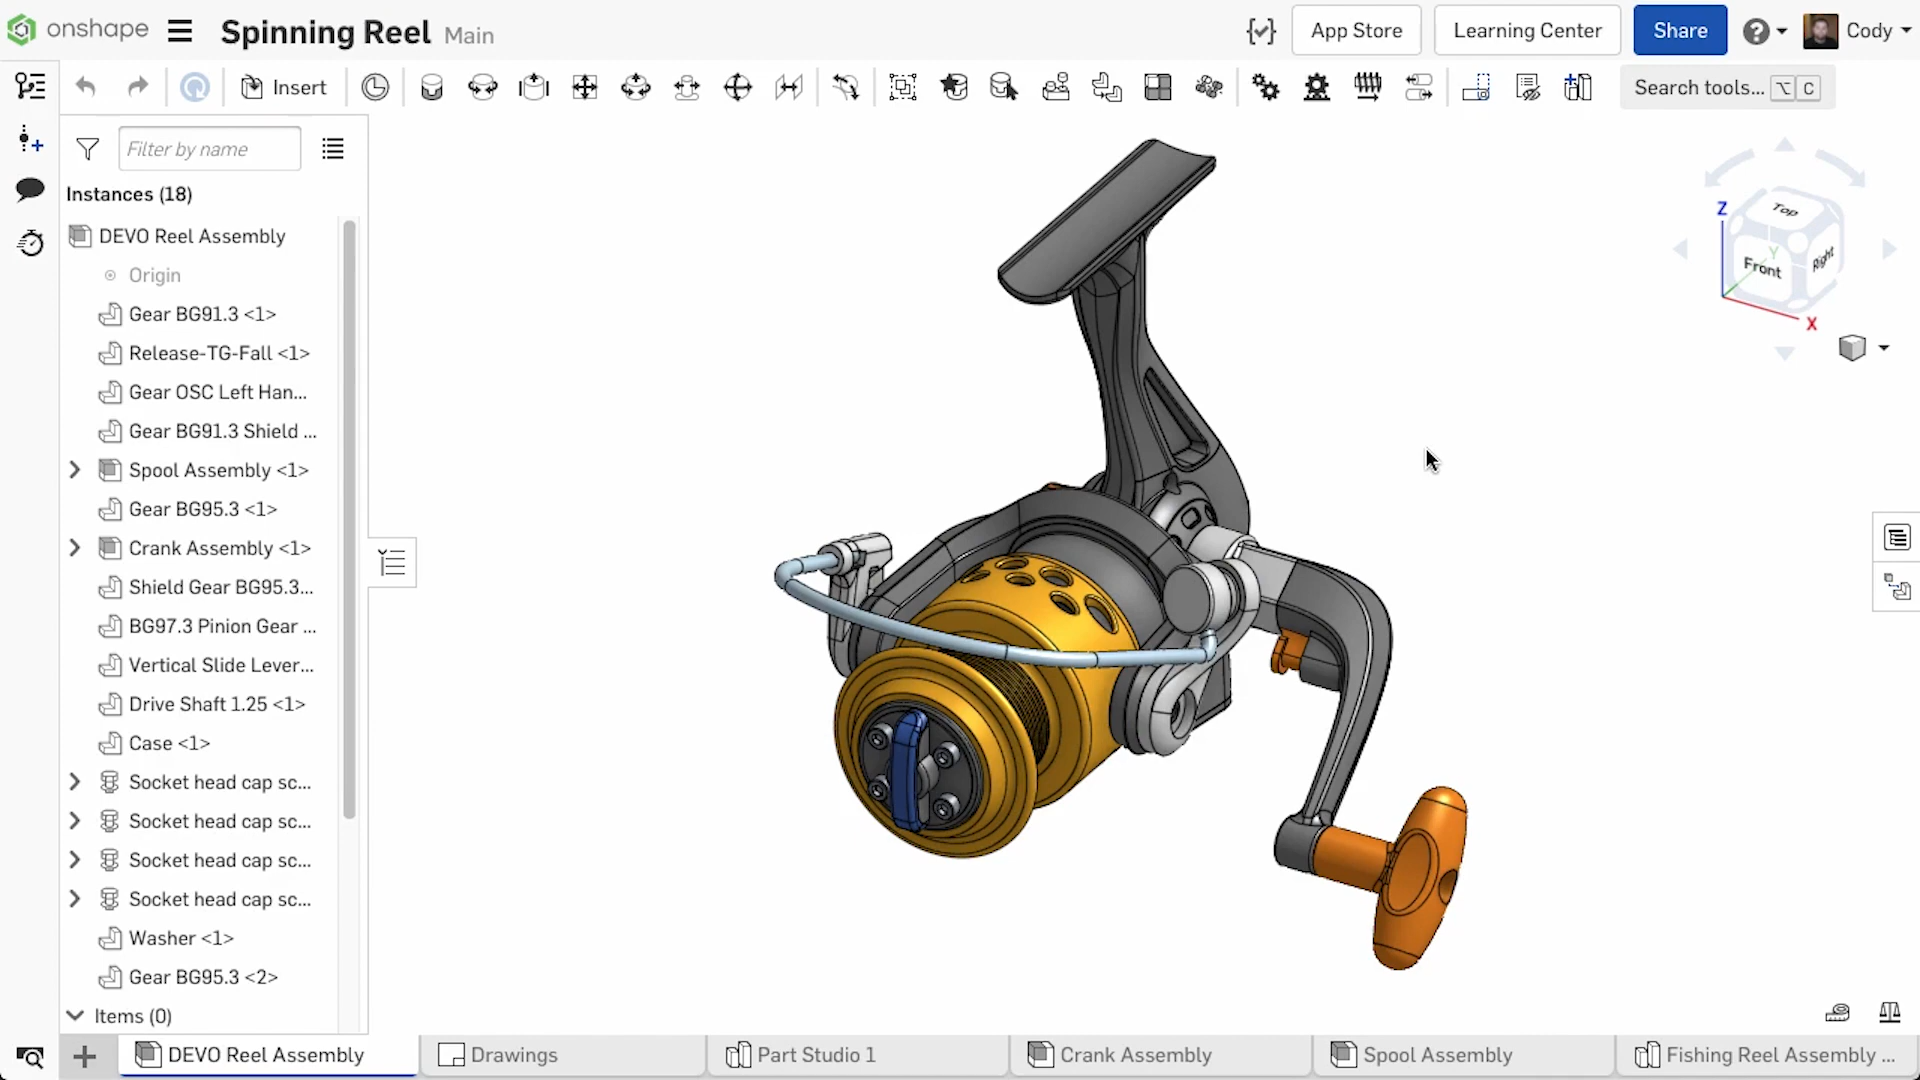 onshape
Spinning Reel Main
App Store
Learning Center
Share
Cody
Insert
Search tools... ⌥ C
Filter by name
Instances (18)
DEVO Reel Assembly
Origin
Gear BG91.3 <1>
Release-TG-Fall <1>
Gear OSC Left Han...
Gear BG91.3 Shield ...
Spool Assembly <1>
Gear BG95.3 <1>
Crank Assembly <1>
Shield Gear BG95.3...
BG97.3 Pinion Gear ...
Vertical Slide Lever...
Drive Shaft 1.25 <1>
Case <1>
Socket head cap sc...
Socket head cap sc...
Socket head cap sc...
Socket head cap sc...
Washer <1>
Gear BG95.3 <2>
Items (0)
Top
Z
Y
Front
Right
X
DEVO Reel Assembly
Drawings
Part Studio 1
Crank Assembly
Spool Assembly
Fishing Reel Assembly ...